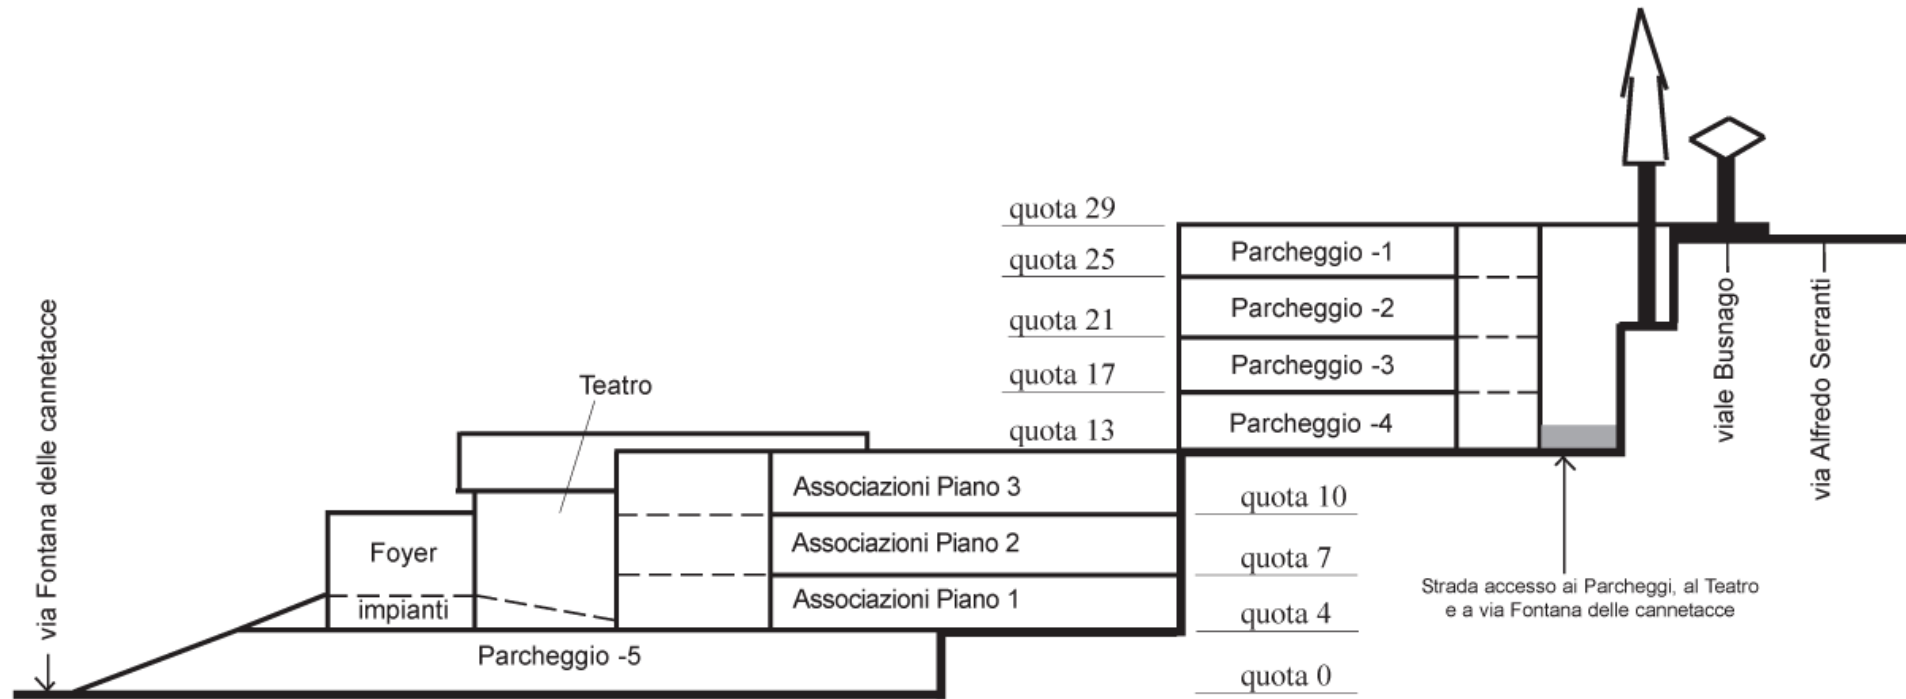 quota 29
quota 25
quota 21
quota 17
quota 13
Parcheggio -1
Parcheggio -2
Parcheggio -3
Parcheggio -4
viale Busnago
via Alfredo Serranti
via Fontana delle cannetacce
Teatro
Foyer
impianti
Associazioni Piano 3
Associazioni Piano 2
Associazioni Piano 1
Parcheggio -5
quota 10
quota 7
quota 4
quota 0
Strada accesso ai Parcheggi, al Teatro
e a via Fontana delle cannetacce